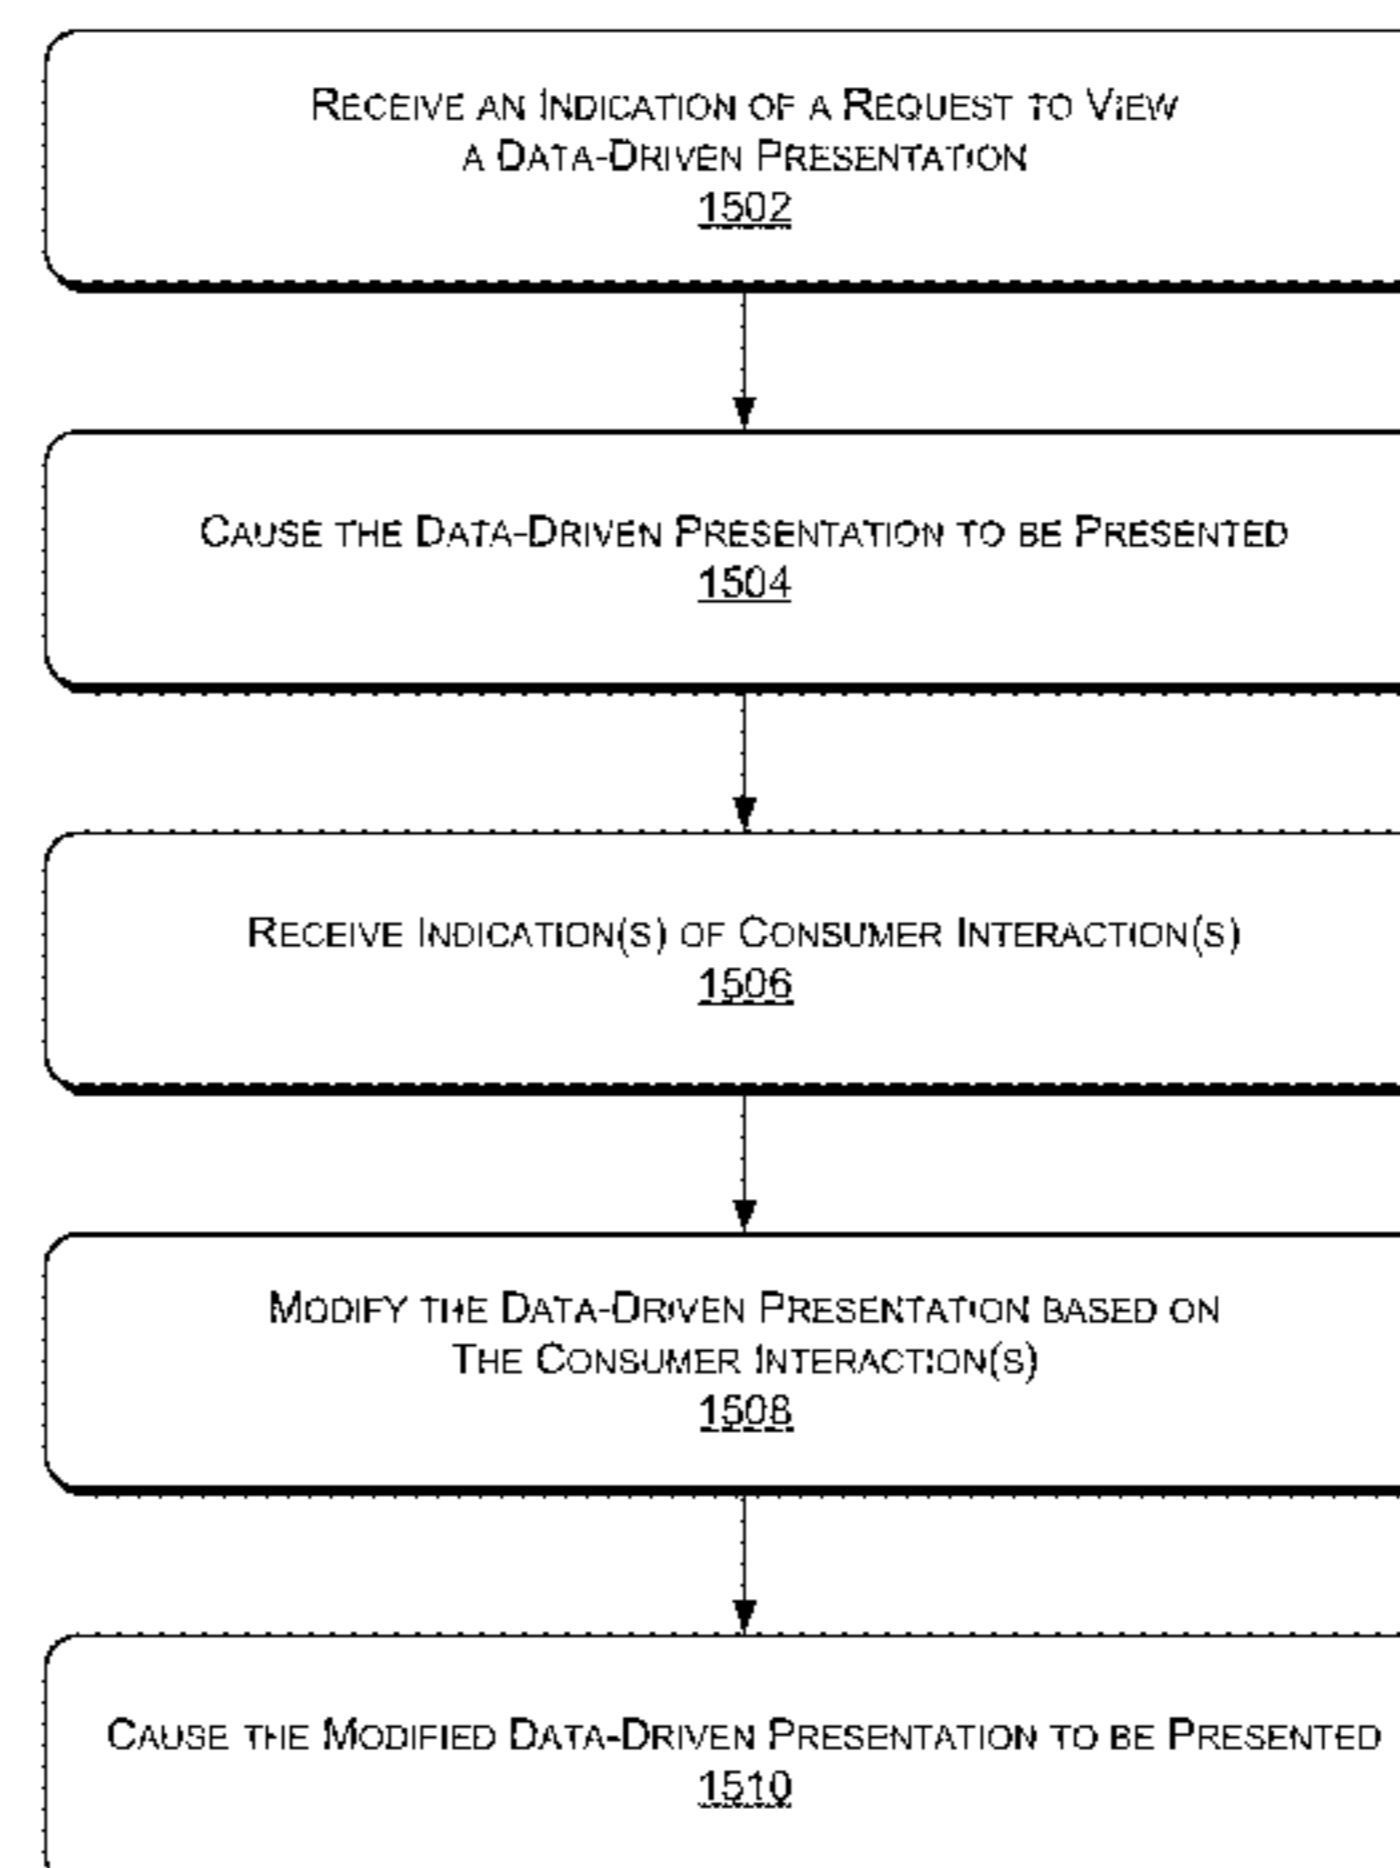 Receive an Indication of a Request to View
a Data-Driven Presentation
1502
Cause the Data-Driven Presentation to be Presented
1504
Receive Indication(s) of Consumer Interaction(s)
1506
Modify the Data-Driven Presentation based on
The Consumer Interaction(s)
1508
Cause the Modified Data-Driven Presentation to be Presented
1510